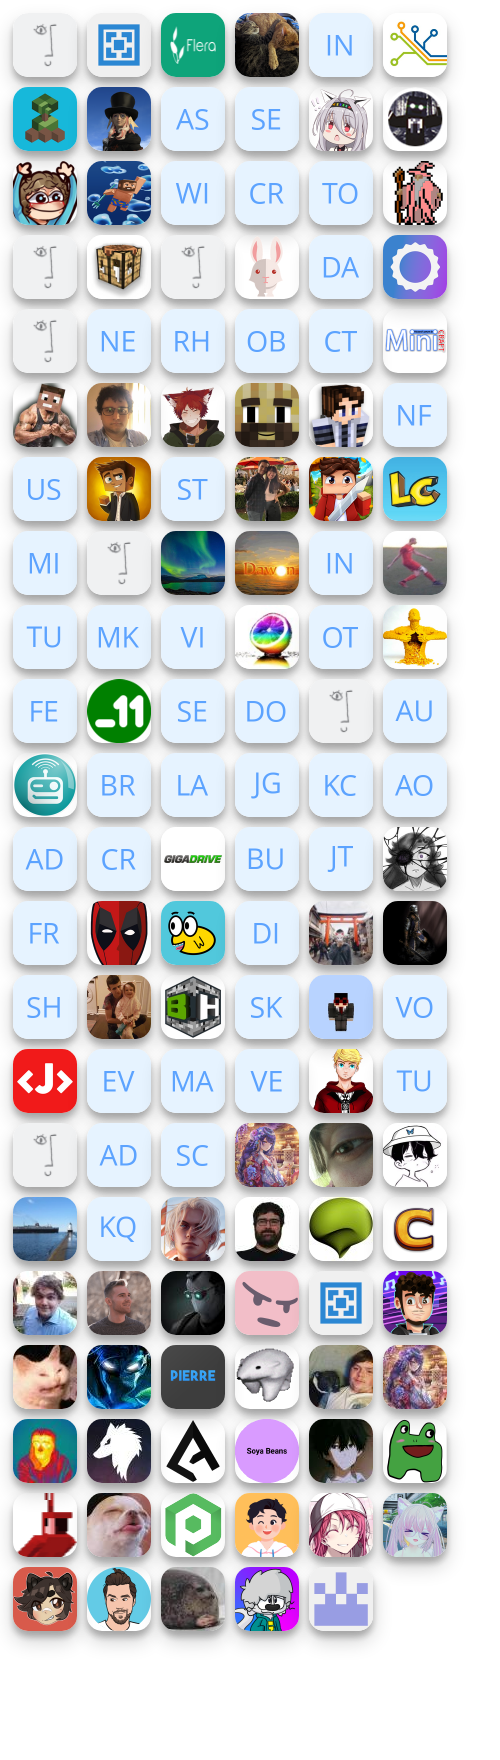 Flera IN
AS SE
WI CR TO
DA
NE RH OB CT Mini
NF
US ST LC
MI Dawn IN
TU MK VI OT
FE _11 SE DO AU
BR LA JG KC AO
AD CR GIGADRIVE BU JT
FR DI
SH BH SK VO
<J> EV MA VE TU
AD SC
KQ C
PIERRE
Soya Beans